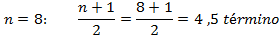 n = 8:  (n + 1)/2 = (8 + 1)/2 = 4 ,5 término